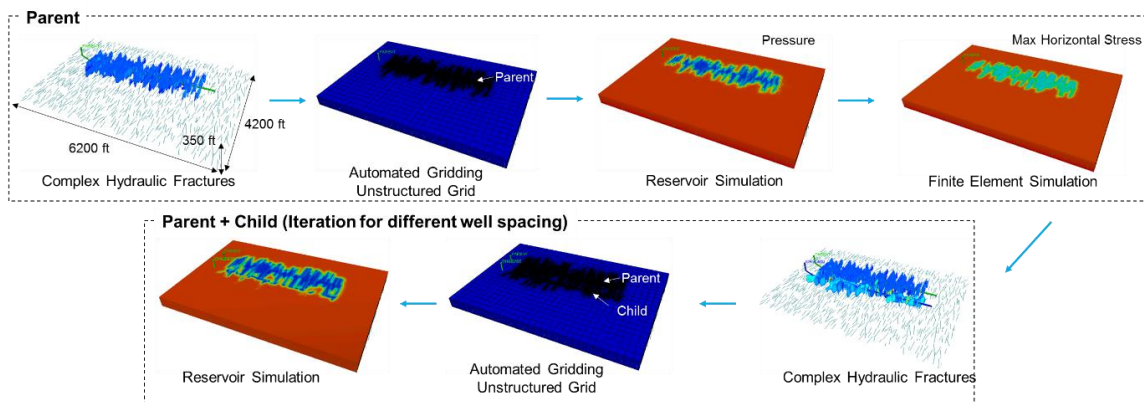 Parent
Pressure
Max Horizontal Stress
Parent
4200 ft
350 ft
6200 ft
Complex Hydraulic Fractures
Automated Gridding
Unstructured Grid
Reservoir Simulation
Finite Element Simulation
Parent + Child (Iteration for different well spacing)
Parent
Child
Reservoir Simulation
Automated Gridding
Unstructured Grid
Complex Hydraulic Fractures